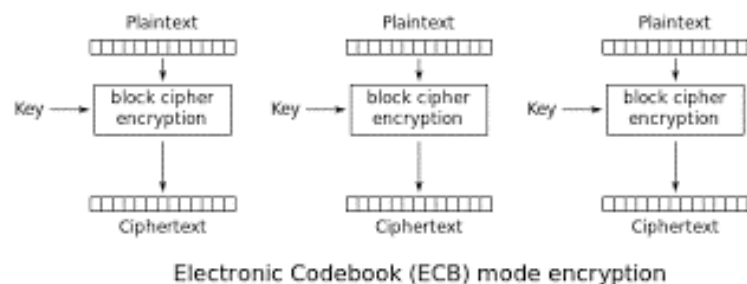 Plaintext Plaintext Plaintext
Key block cipher encryption Key block cipher encryption Key block cipher encryption
Ciphertext Ciphertext Ciphertext
Electronic Codebook (ECB) mode encryption